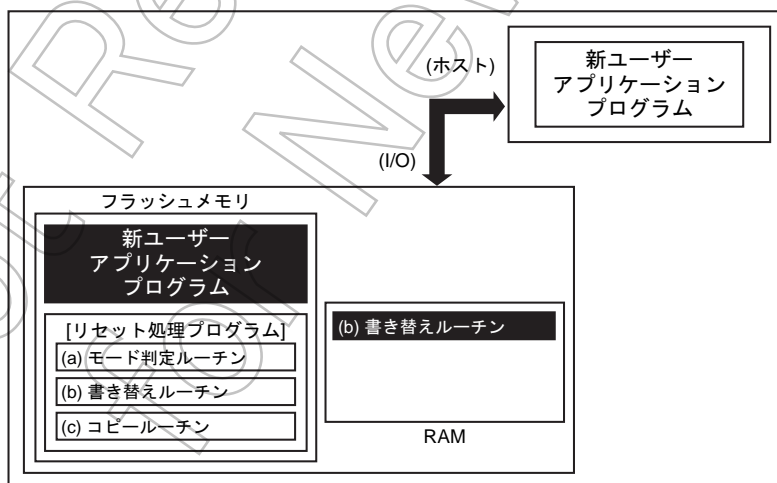 (ホスト)
新ユーザー
アプリケーション
プログラム
(I/O)
フラッシュメモリ
新ユーザー
アプリケーション
プログラム
[リセット処理プログラム]
(a) モード判定ルーチン
(b) 書き替えルーチン
(c) コピールーチン
(b) 書き替えルーチン
RAM